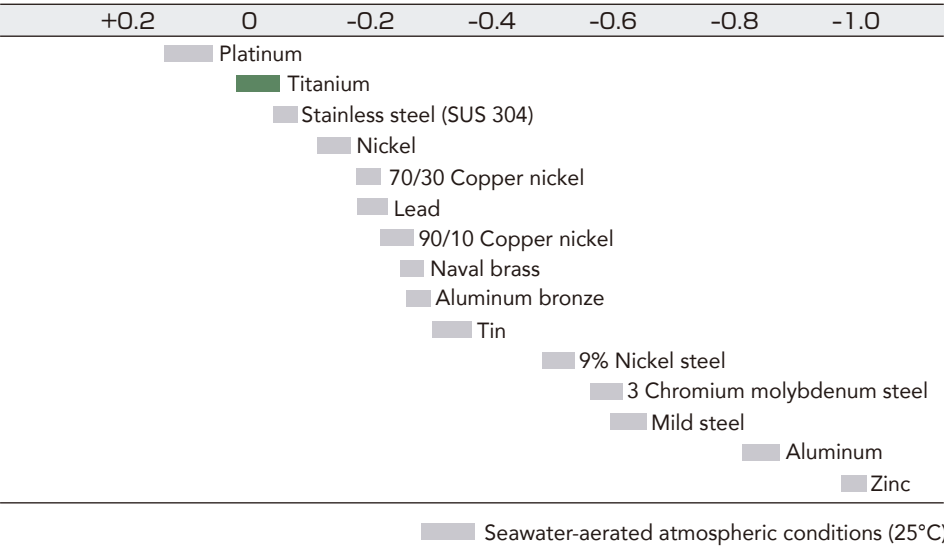 +0.2 0 -0.2 -0.4 -0.6 -0.8 -1.0
Platinum
Titanium
Stainless steel (SUS 304)
Nickel
70/30 Copper nickel
Lead
90/10 Copper nickel
Naval brass
Aluminum bronze
Tin
9% Nickel steel
3 Chromium molybdenum steel
Mild steel
Aluminum
Zinc
Seawater-aerated atmospheric conditions (25°C)